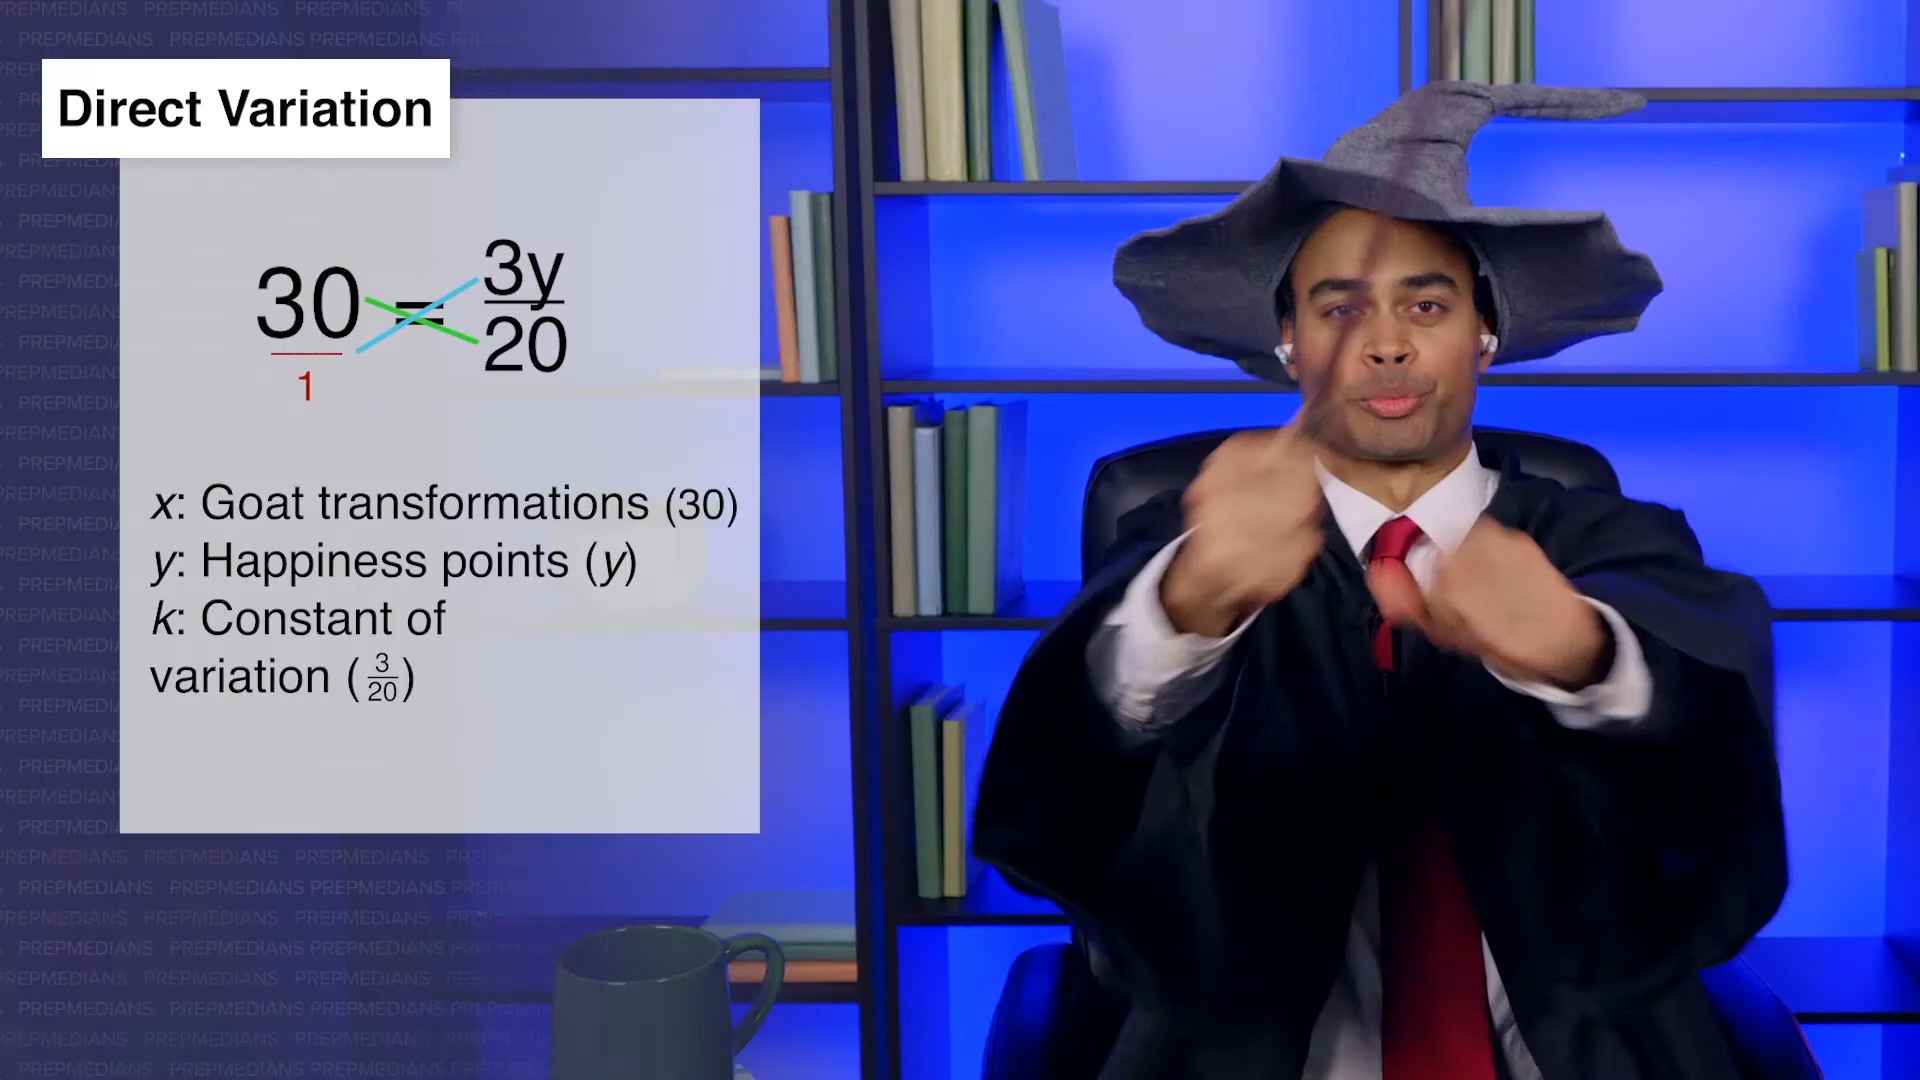 PREPMEDIANS PREPMEDIANS PREPMEDIANS
Direct Variation
30 = 3y/20
1
x: Goat transformations (30)
y: Happiness points (y)
k: Constant of
variation (3/20)